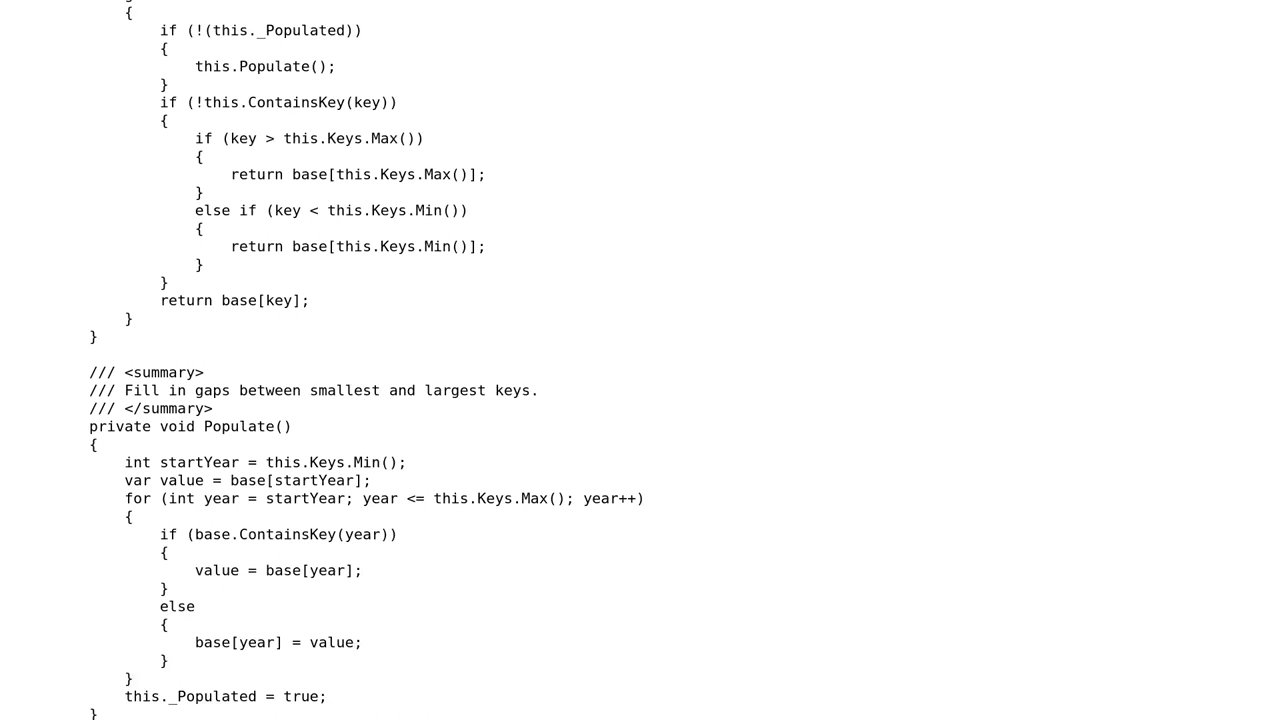 {
if (!(this._Populated))
{
this.Populate();
}
if (!this.ContainsKey(key))
{
if (key > this.Keys.Max())
{
return base[this.Keys.Max()];
}
else if (key < this.Keys.Min())
{
return base[this.Keys.Min()];
}
}
return base[key];
}
}
/// <summary>
/// Fill in gaps between smallest and largest keys.
/// </summary>
private void Populate()
{
int startYear = this.Keys.Min();
var value = base[startYear];
for (int year = startYear; year <= this.Keys.Max(); year++)
{
if (base.ContainsKey(year))
{
value = base[year];
}
else
{
base[year] = value;
}
}
this._Populated = true;
}